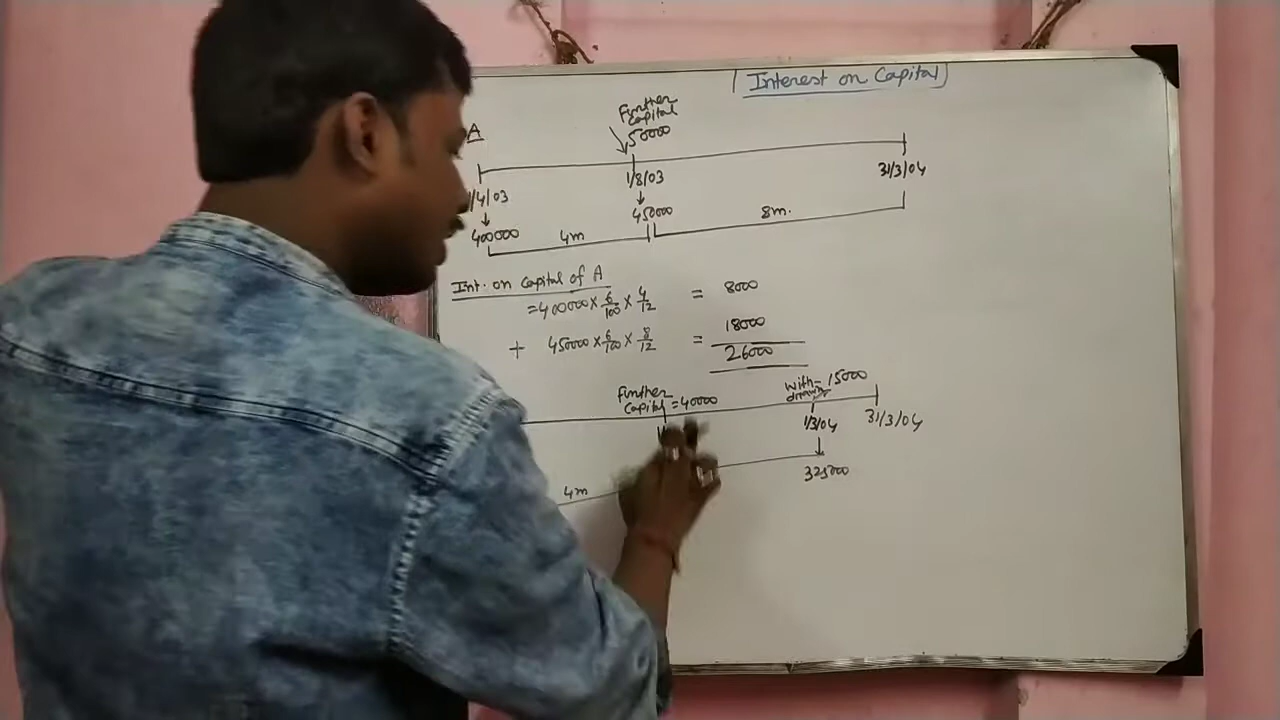 Interest on Capital
A
Further
Capital
50000
1/4/03
1/8/03
31/3/04
400000
450000
4m
8m.
Int. on Capital of A
= 400000 × 6/100 × 4/12 = 8000
+ 450000 × 6/100 × 8/12 = 18000
26000
Further
Capital = 40000
With-
drawings 15000
1/3/04
31/3/04
4m
325000